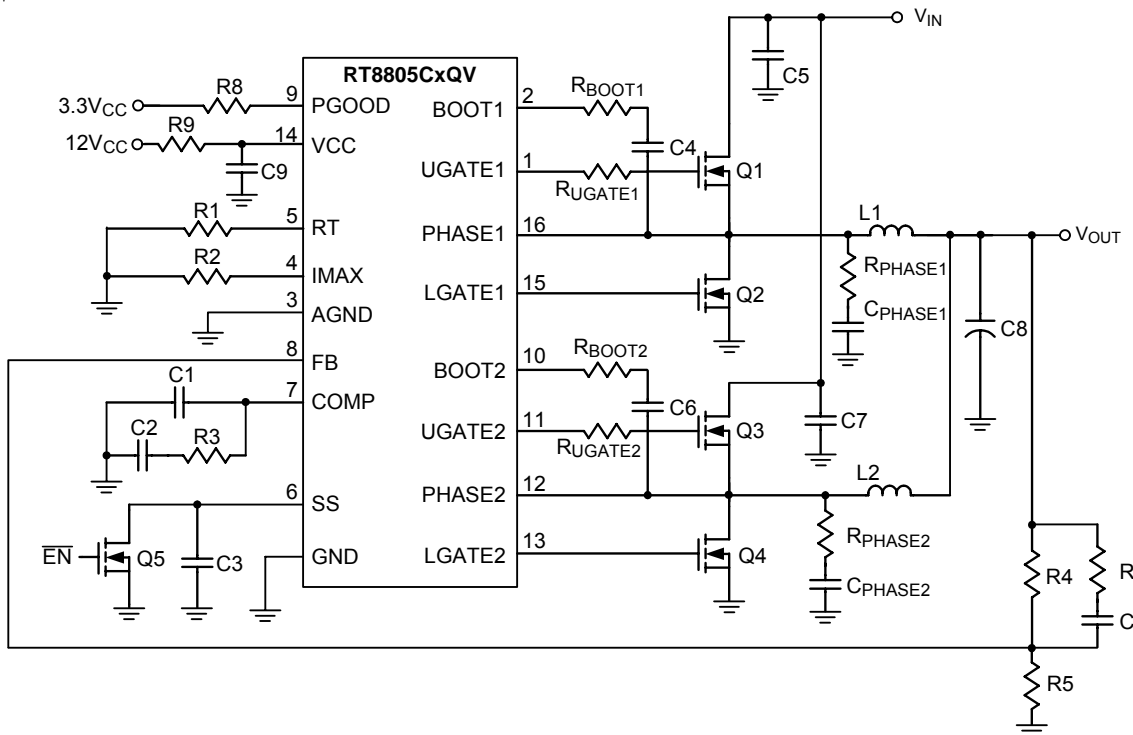 V_IN
RT8805CxQV
C5
3.3V_CC
R8
9
PGOOD
BOOT1
2
R_BOOT1
12V_CC
R9
14
VCC
C9
C4
UGATE1
1
R_UGATE1
Q1
R1
5
RT
PHASE1
16
L1
V_OUT
R2
4
IMAX
LGATE1
15
Q2
R_PHASE1
C_PHASE1
C8
3
AGND
8
FB
BOOT2
10
R_BOOT2
C1
7
COMP
C6
C2
R3
UGATE2
11
R_UGATE2
Q3
C7
L2
6
SS
PHASE2
12
EN
Q5
C3
GND
LGATE2
13
Q4
R_PHASE2
C_PHASE2
R4
R
C
R5